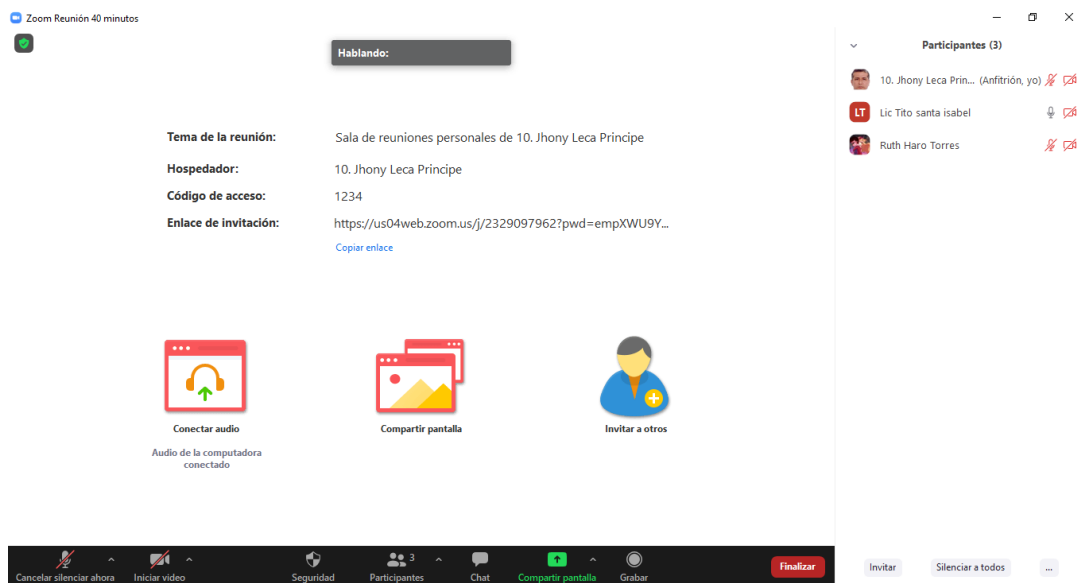 Zoom Reunión 40 minutos
Hablando:
Tema de la reunión: Sala de reuniones personales de 10. Jhony Leca Principe
Hospedador: 10. Jhony Leca Principe
Código de acceso: 1234
Enlace de invitación: https://us04web.zoom.us/j/2329097962?pwd=empXWU9Y...
Copiar enlace
Conectar audio
Audio de la computadora
conectado
Compartir pantalla
Invitar a otros
Participantes (3)
10. Jhony Leca Prin... (Anfitrión, yo)
LT Lic Tito santa isabel
Ruth Haro Torres
Cancelar silenciar ahora
Iniciar video
Seguridad
3
Participantes
Chat
Compartir pantalla
Grabar
Finalizar
Invitar
Silenciar a todos
...